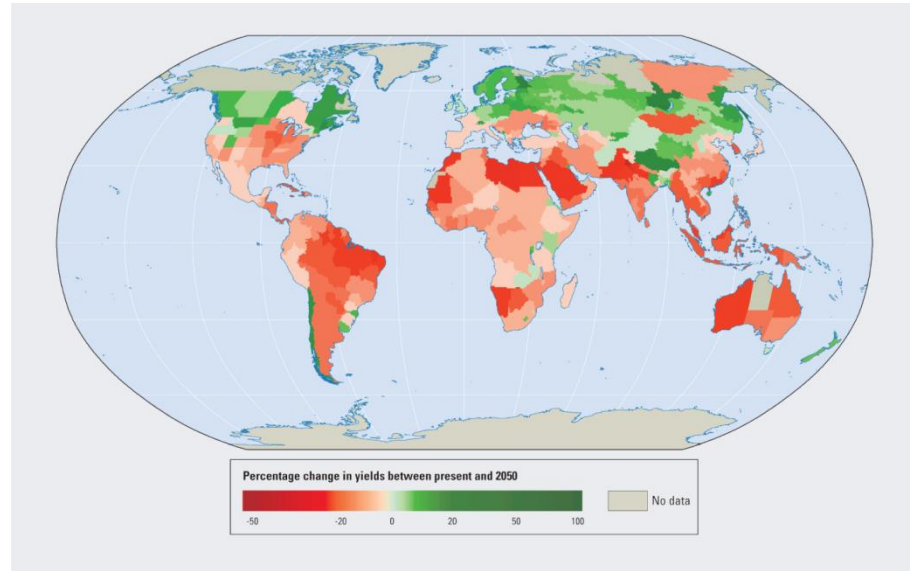 Percentage change in yields between present and 2050
No data
-50 -20 0 20 50 100